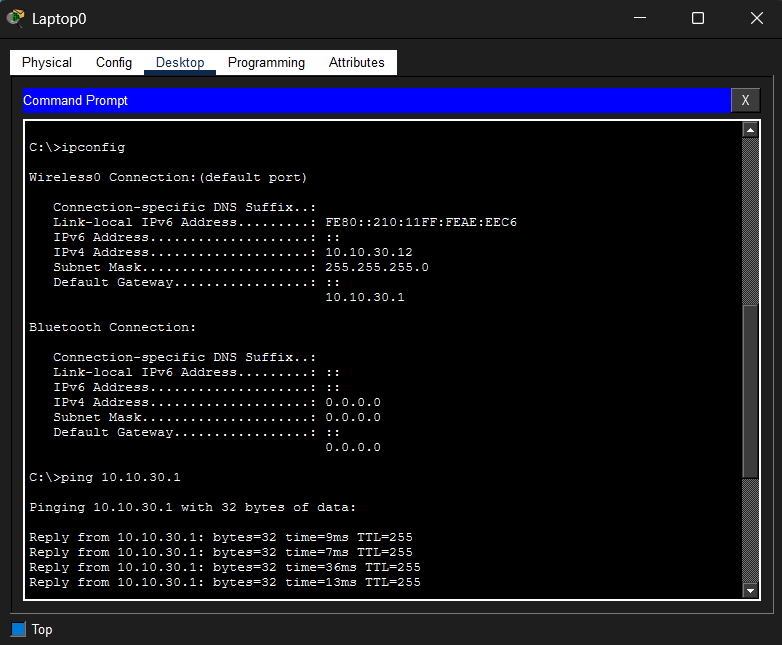 Laptop0
Physical Config Desktop Programming Attributes
Command Prompt X
C:\>ipconfig
Wireless0 Connection:(default port)
Connection-specific DNS Suffix..:
Link-local IPv6 Address.........: FE80::210:11FF:FEAE:EEC6
IPv6 Address....................: ::
IPv4 Address....................: 10.10.30.12
Subnet Mask.....................: 255.255.255.0
Default Gateway.................: ::
10.10.30.1
Bluetooth Connection:
Connection-specific DNS Suffix..:
Link-local IPv6 Address.........: ::
IPv6 Address....................: ::
IPv4 Address....................: 0.0.0.0
Subnet Mask.....................: 0.0.0.0
Default Gateway.................: ::
0.0.0.0
C:\>ping 10.10.30.1
Pinging 10.10.30.1 with 32 bytes of data:
Reply from 10.10.30.1: bytes=32 time=9ms TTL=255
Reply from 10.10.30.1: bytes=32 time=7ms TTL=255
Reply from 10.10.30.1: bytes=32 time=36ms TTL=255
Reply from 10.10.30.1: bytes=32 time=13ms TTL=255
Top